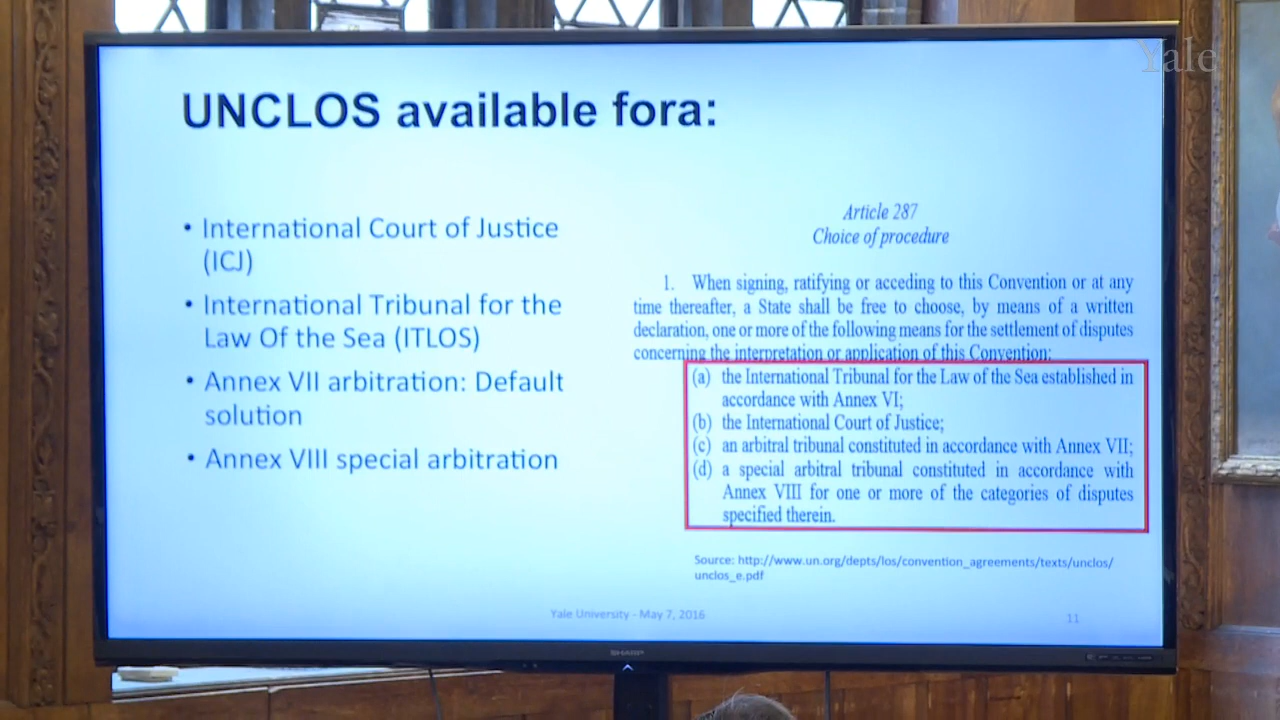 Yale
UNCLOS available fora:
• International Court of Justice
(ICJ)
• International Tribunal for the
Law Of the Sea (ITLOS)
• Annex VII arbitration: Default
solution
• Annex VIII special arbitration
Article 287
Choice of procedure
1. When signing, ratifying or acceding to this Convention or at any
time thereafter, a State shall be free to choose, by means of a written
declaration, one or more of the following means for the settlement of disputes
concerning the interpretation or application of this Convention:
(a) the International Tribunal for the Law of the Sea established in
accordance with Annex VI;
(b) the International Court of Justice;
(c) an arbitral tribunal constituted in accordance with Annex VII;
(d) a special arbitral tribunal constituted in accordance with
Annex VIII for one or more of the categories of disputes
specified therein.
Source: http://www.un.org/depts/los/convention_agreements/texts/unclos/
unclos_e.pdf
Yale University - May 7, 2016
11
SHARP